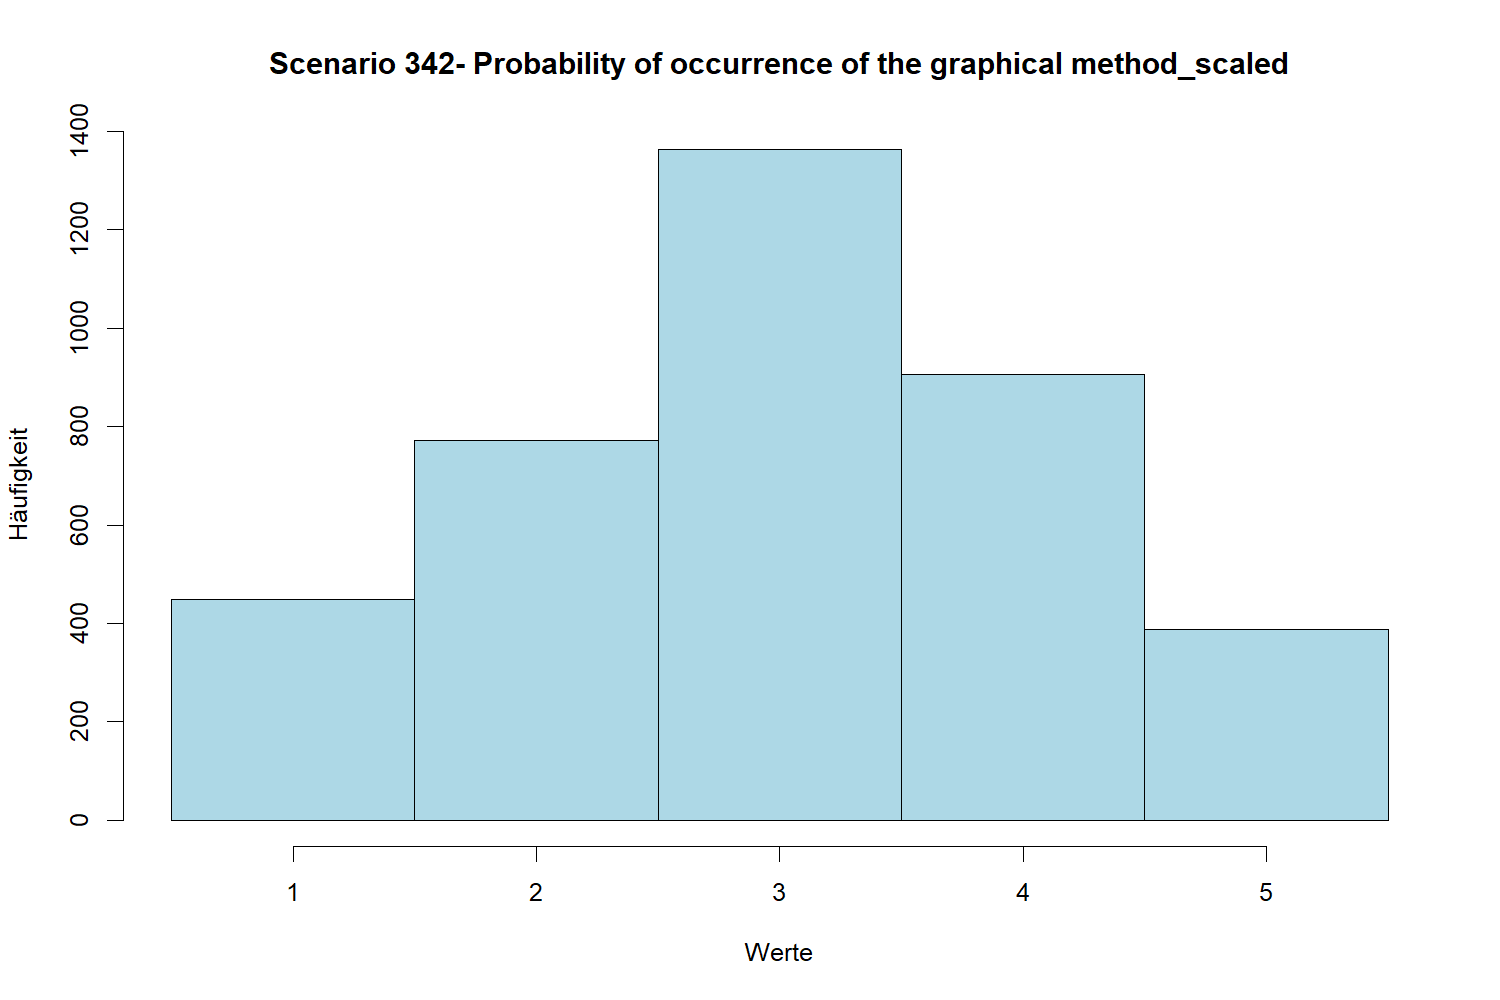 Scenario 342- Probability of occurrence of the graphical method_scaled
1400
1200
1000
800
600
400
200
0
Häufigkeit
1 2 3 4 5
Werte